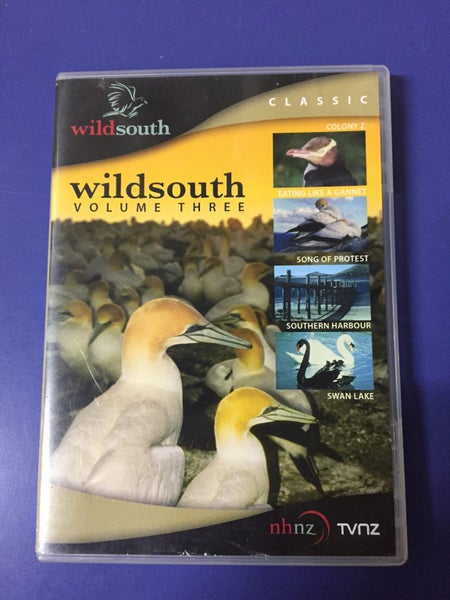 wildsouth
CLASSIC
wildsouth
VOLUME THREE
COLONY Z
EATING LIKE A GANNET
SONG OF PROTEST
SOUTHERN HARBOUR
SWAN LAKE
nhnz
TVNZ